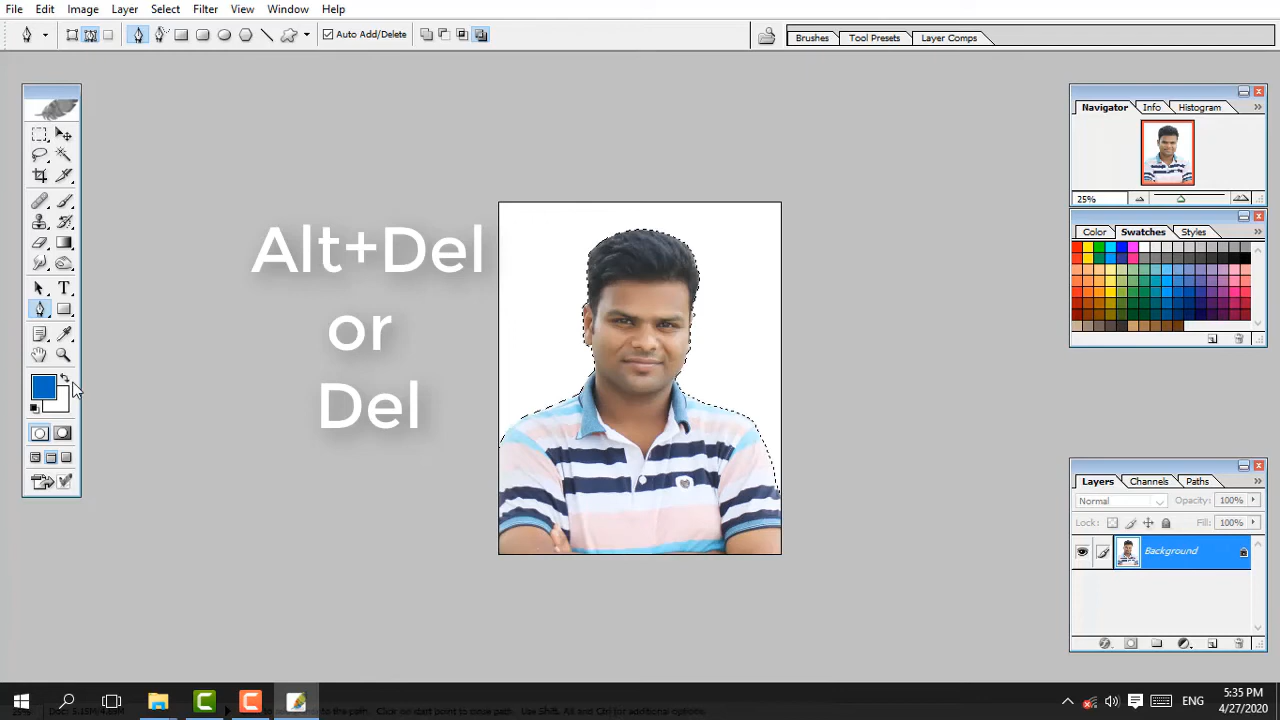 File Edit Image Layer Select Filter View Window Help
Auto Add/Delete
Brushes Tool Presets Layer Comps
Navigator Info Histogram
25%
Color Swatches Styles
Alt+Del
or
Del
Layers Channels Paths
Normal Opacity: 100%
Lock: Fill: 100%
Background
ENG
5:35 PM
4/27/2020